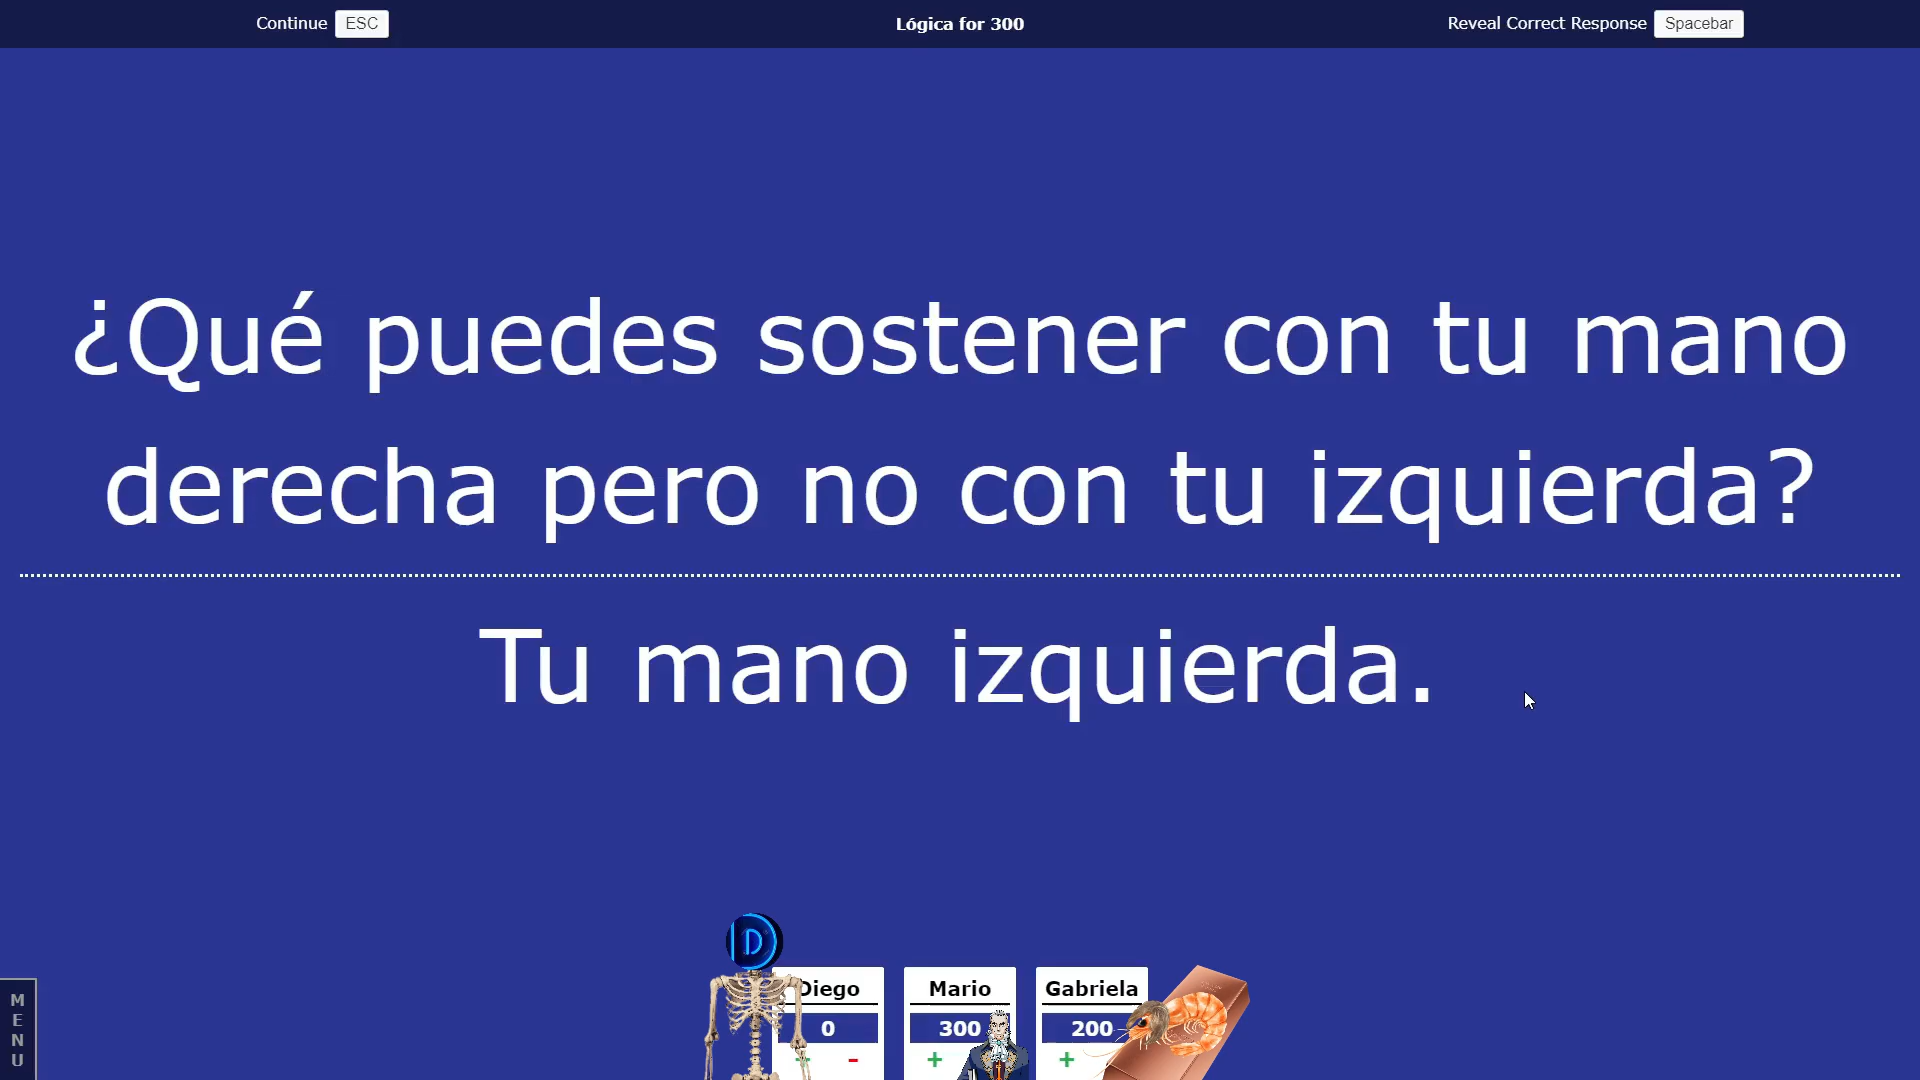 Continue ESC
Lógica for 300
Reveal Correct Response Spacebar
¿Qué puedes sostener con tu mano
derecha pero no con tu izquierda?
Tu mano izquierda.
D
Diego
Mario
Gabriela
0
300
200
+ -
+
+
MENU